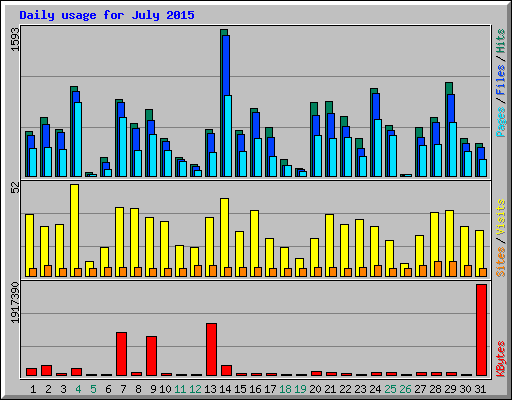 Daily usage for July 2015
1593
Pages / Files / Hits
52
Sites / Visits
1917390
KBytes
1 2 3 4 5 6 7 8 9 10 11 12 13 14 15 16 17 18 19 20 21 22 23 24 25 26 27 28 29 30 31